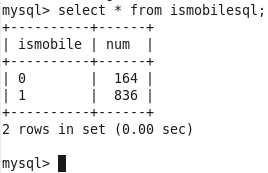 mysql> select * from ismobilesql;
+----------+------+
| ismobile | num  |
+----------+------+
| 0        |  164 |
| 1        |  836 |
+----------+------+
2 rows in set (0.00 sec)
mysql>